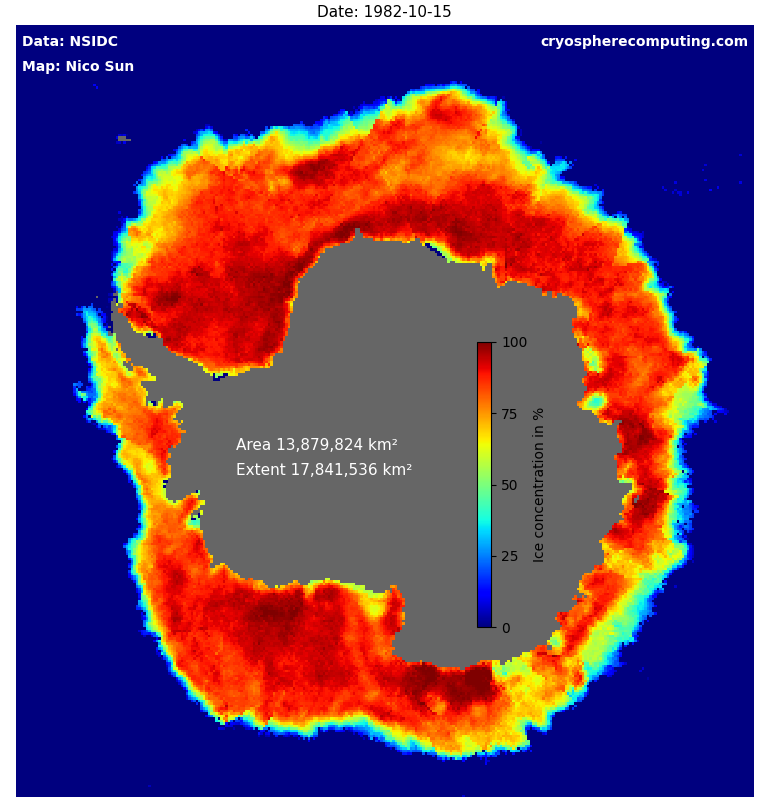 Date: 1982-10-15
Data: NSIDC
cryospherecomputing.com
Map: Nico Sun
100
75
50
25
0
Ice concentration in %
Area 13,879,824 km²
Extent 17,841,536 km²